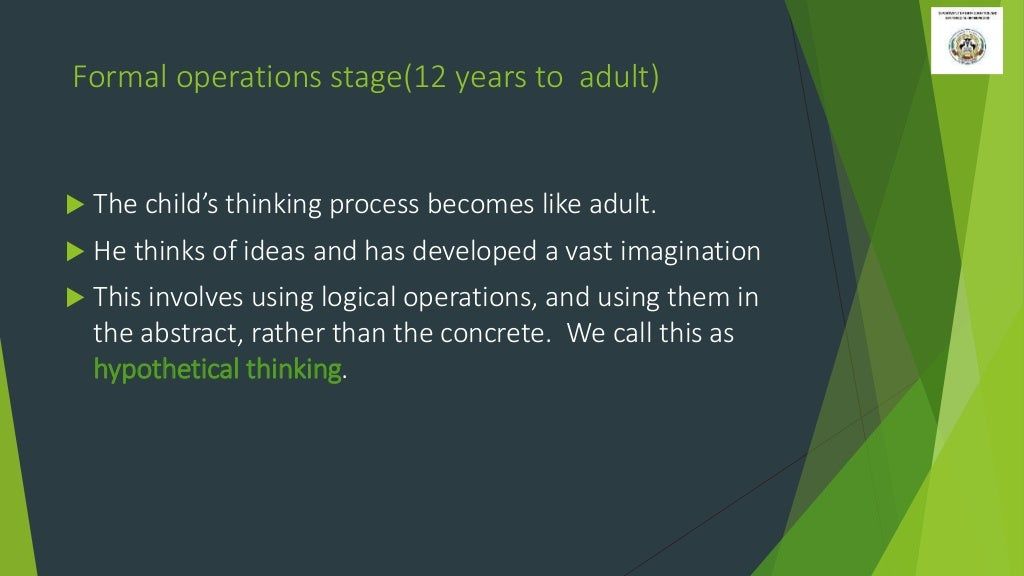 Formal operations stage(12 years to  adult)
The child’s thinking process becomes like adult.
He thinks of ideas and has developed a vast imagination
This involves using logical operations, and using them in
the abstract, rather than the concrete.  We call this as
hypothetical thinking.